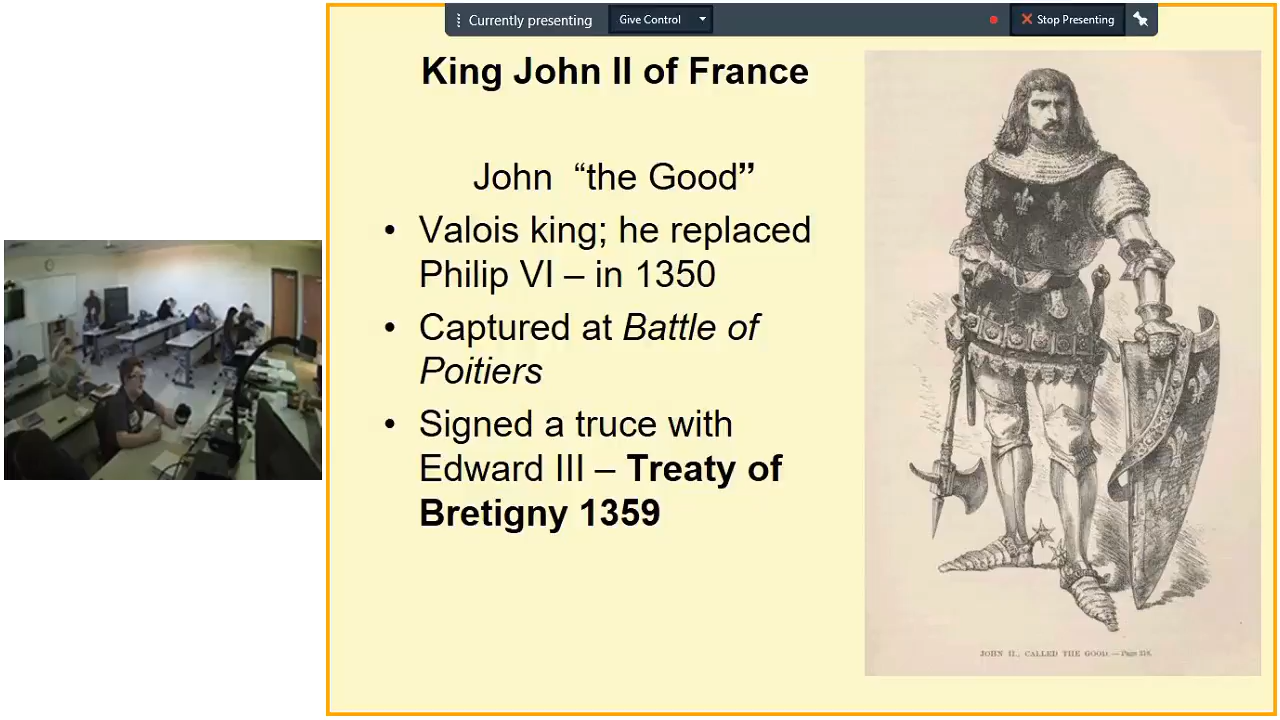 Currently presenting
Give Control
Stop Presenting
King John II of France
John “the Good”
• Valois king; he replaced
Philip VI – in 1350
• Captured at Battle of
Poitiers
• Signed a truce with
Edward III – Treaty of
Bretigny 1359
JOHN II., CALLED THE GOOD.—Page 218.